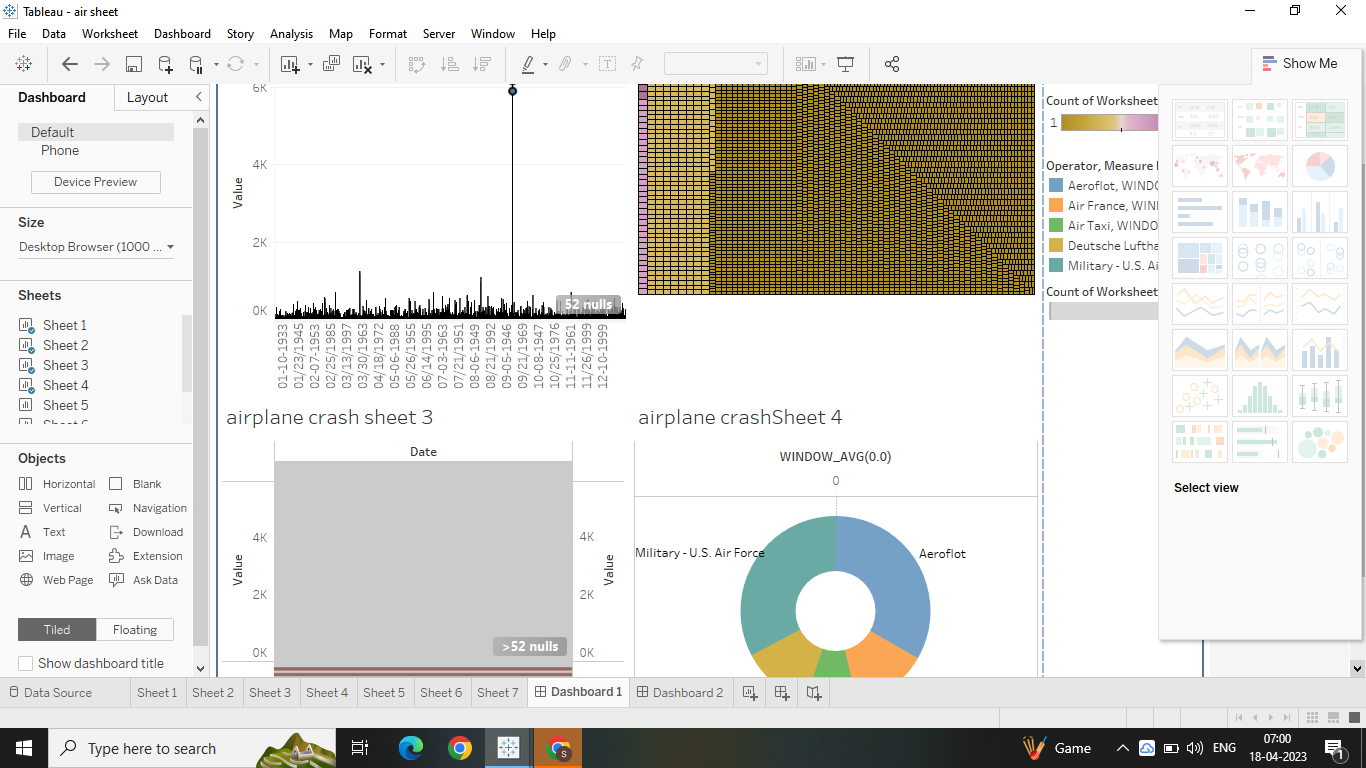 Tableau - air sheet
File Data Worksheet Dashboard Story Analysis Map Format Server Window Help
Show Me
Dashboard Layout
Default
Phone
Device Preview
Size
Desktop Browser (1000 ...
Sheets
Sheet 1
Sheet 2
Sheet 3
Sheet 4
Sheet 5
Objects
Horizontal Blank
Vertical Navigation
Text Download
Image Extension
Web Page Ask Data
Tiled Floating
Show dashboard title
6K
4K
2K
0K
Value
52 nulls
01-10-1933
01/23/1945
02-07-1953
02/25/1985
03/13/1997
03/30/1963
04/18/1972
05-06-1988
05/26/1955
06/14/1995
07-03-1963
07/21/1951
08-06-1949
08/21/1992
09-05-1946
09/21/1969
10-08-1947
10/25/1976
11-11-1961
11/26/1999
12-10-1999
Count of Worksheet
1
Operator, Measure
Aeroflot, WINDO
Air France, WIN
Air Taxi, WINDO
Deutsche Luftha
Military - U.S. Ai
Count of Worksheet
airplane crash sheet 3
Date
4K
2K
0K
Value
4K
2K
0K
Value
>52 nulls
airplane crashSheet 4
WINDOW_AVG(0.0)
0
Military - U.S. Air Force
Aeroflot
Select view
Data Source Sheet 1 Sheet 2 Sheet 3 Sheet 4 Sheet 5 Sheet 6 Sheet 7 Dashboard 1 Dashboard 2
Type here to search
S
Game
ENG
07:00
18-04-2023
1